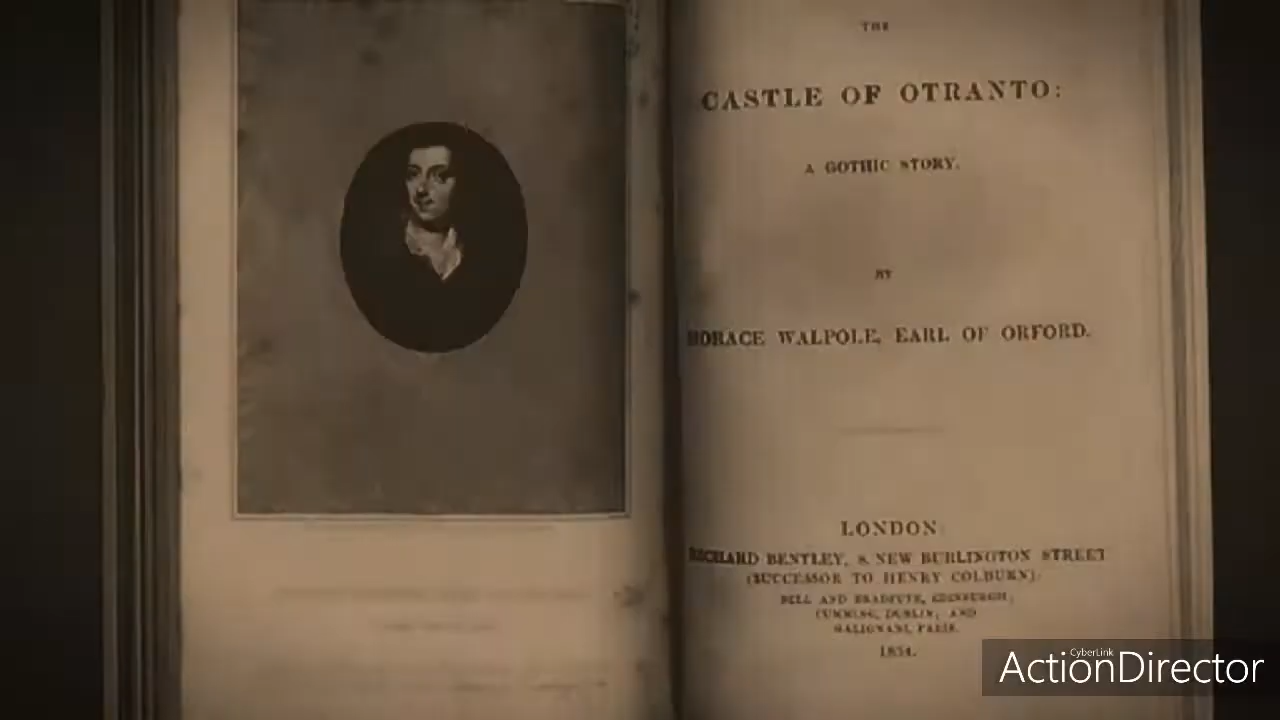 THE
CASTLE OF OTRANTO:
A GOTHIC STORY.
BY
HORACE WALPOLE, EARL OF ORFORD.
LONDON:
RICHARD BENTLEY, 8, NEW BURLINGTON STREET
(SUCCESSOR TO HENRY COLBURN):
BELL AND BRADFUTE, EDINBURGH;
CUMMING, DUBLIN; AND
GALIGNANI, PARIS.
1834.
CyberLink
ActionDirector